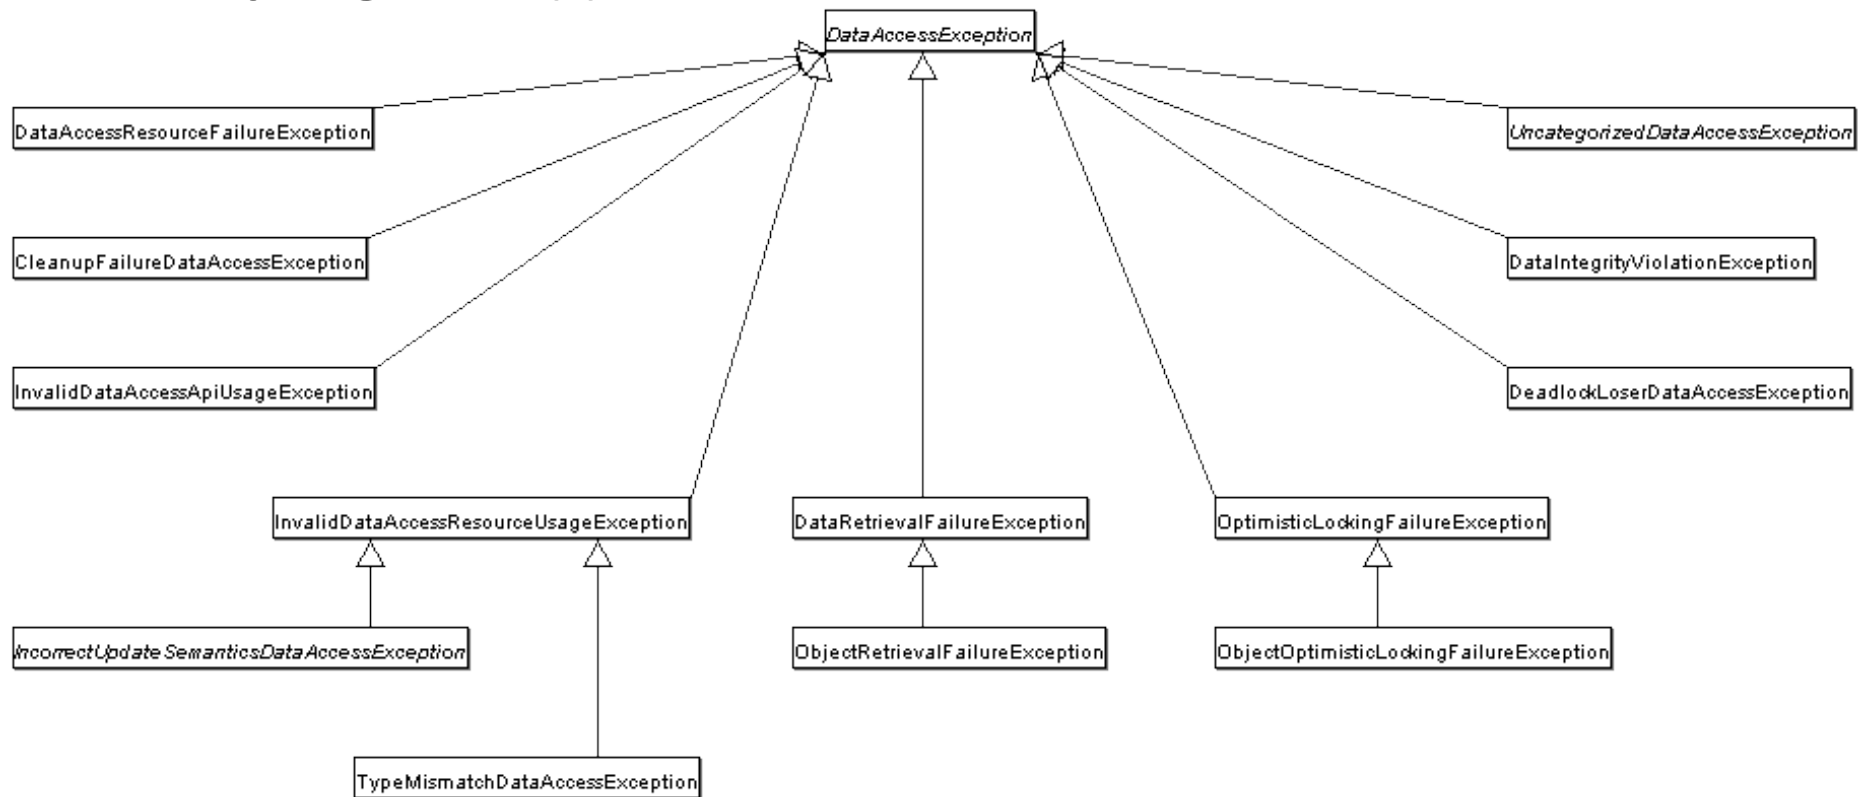 DataAccessException
DataAccessResourceFailureException
UncategorizedDataAccessException
CleanupFailureDataAccessException
DataIntegrityViolationException
InvalidDataAccessApiUsageException
DeadlockLoserDataAccessException
InvalidDataAccessResourceUsageException
DataRetrievalFailureException
OptimisticLockingFailureException
IncorrectUpdateSemanticsDataAccessException
ObjectRetrievalFailureException
ObjectOptimisticLockingFailureException
TypeMismatchDataAccessException